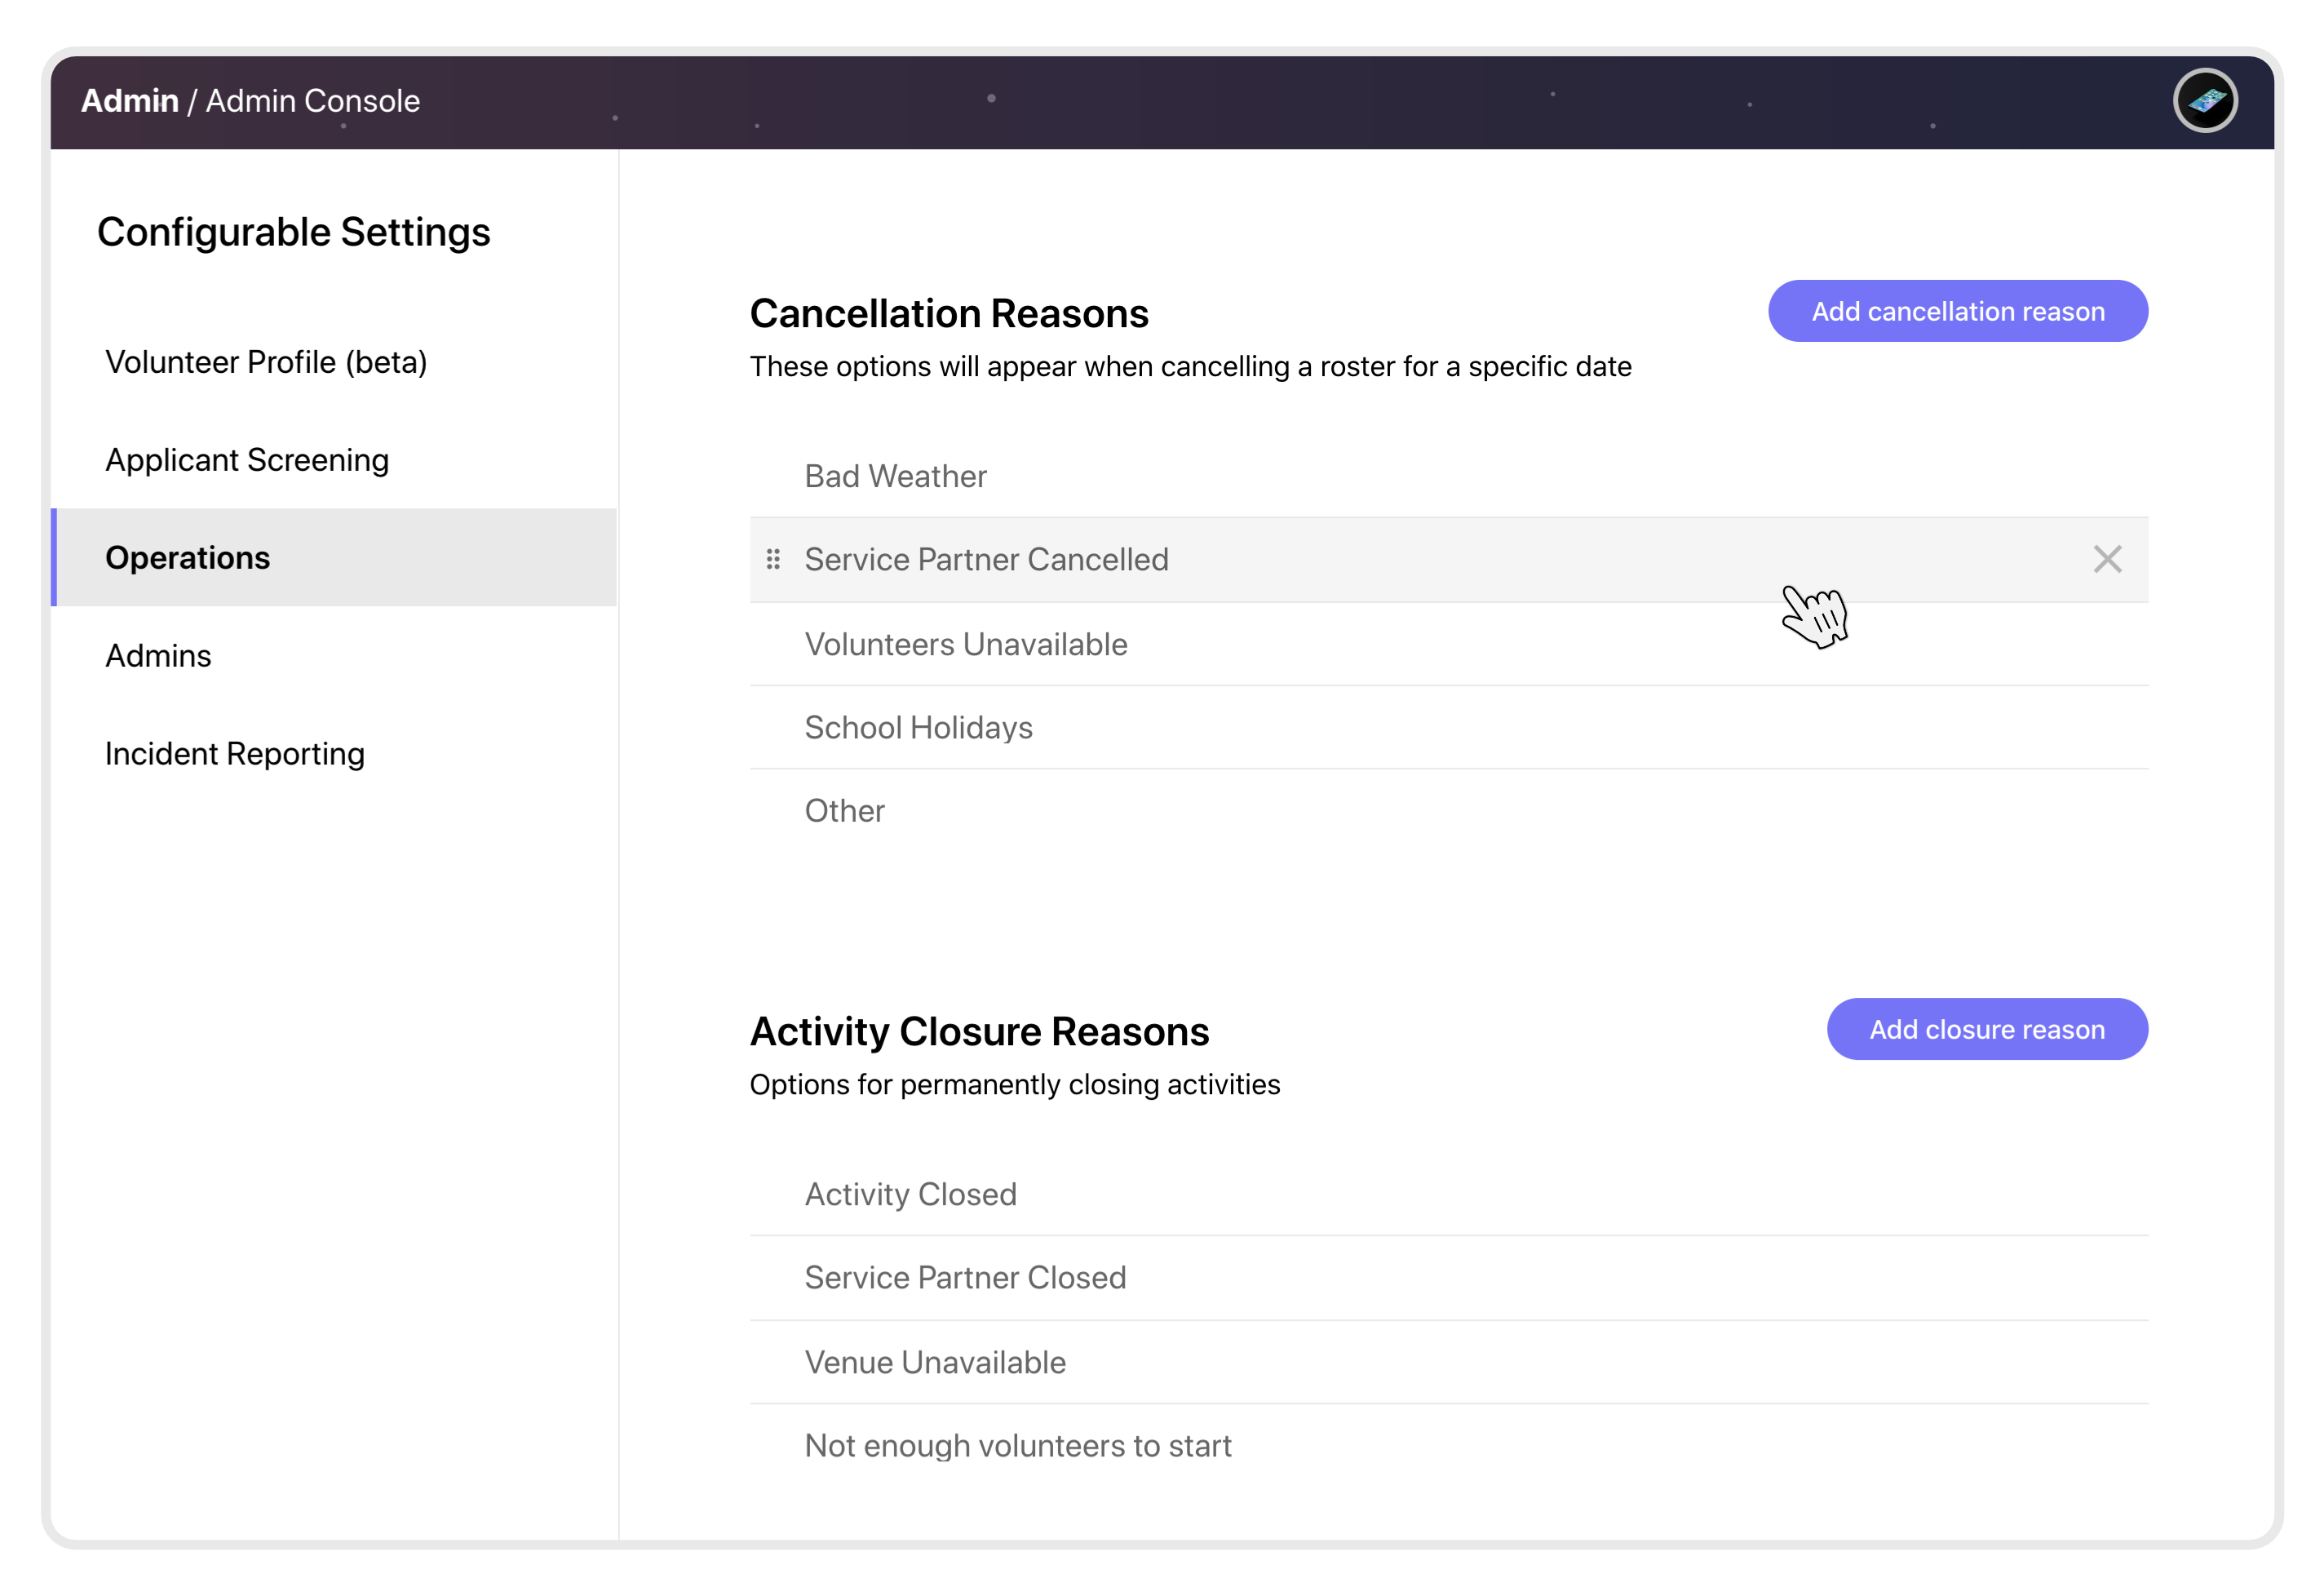 Admin / Admin Console
Configurable Settings
Volunteer Profile (beta)
Applicant Screening
Operations
Admins
Incident Reporting
Cancellation Reasons
Add cancellation reason
These options will appear when cancelling a roster for a specific date
Bad Weather
Service Partner Cancelled
Volunteers Unavailable
School Holidays
Other
Activity Closure Reasons
Add closure reason
Options for permanently closing activities
Activity Closed
Service Partner Closed
Venue Unavailable
Not enough volunteers to start